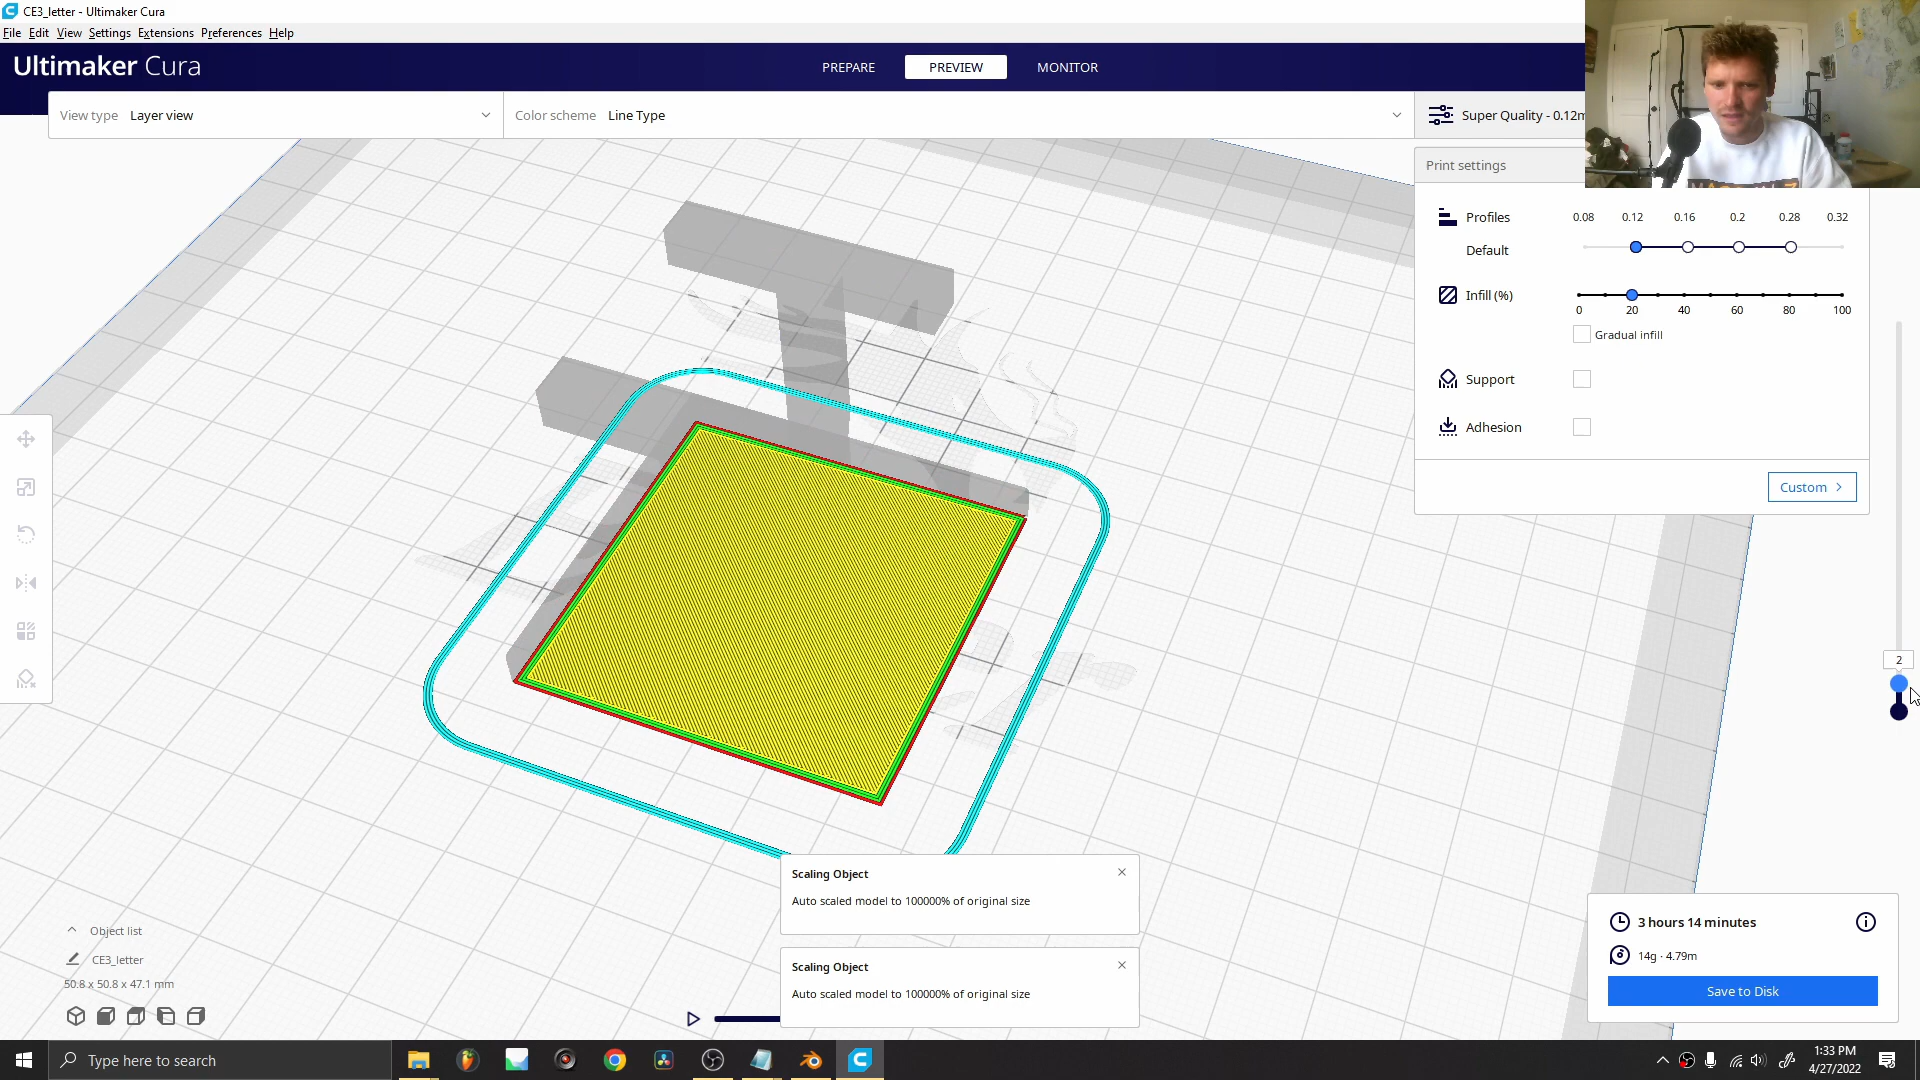 CE3_letter - Ultimaker Cura
File Edit View Settings Extensions Preferences Help
Ultimaker Cura
PREPARE PREVIEW MONITOR
View type Layer view
Color scheme Line Type
Super Quality - 0.12m
Print settings
Profiles 0.08 0.12 0.16 0.2 0.28 0.32
Default
Infill (%)
0 20 40 60 80 100
Gradual infill
Support
Adhesion
Custom
2
Scaling Object
Auto scaled model to 100000% of original size
Scaling Object
Auto scaled model to 100000% of original size
Object list
CE3_letter
50.8 x 50.8 x 47.1 mm
3 hours 14 minutes
14g · 4.79m
Save to Disk
Type here to search
1:33 PM
4/27/2022